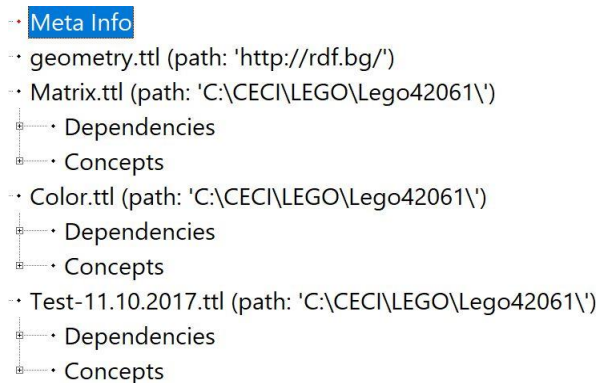 Meta Info
geometry.ttl (path: 'http://rdf.bg/')
Matrix.ttl (path: 'C:\CECI\LEGO\Lego42061\')
Dependencies
Concepts
Color.ttl (path: 'C:\CECI\LEGO\Lego42061\')
Dependencies
Concepts
Test-11.10.2017.ttl (path: 'C:\CECI\LEGO\Lego42061\')
Dependencies
Concepts